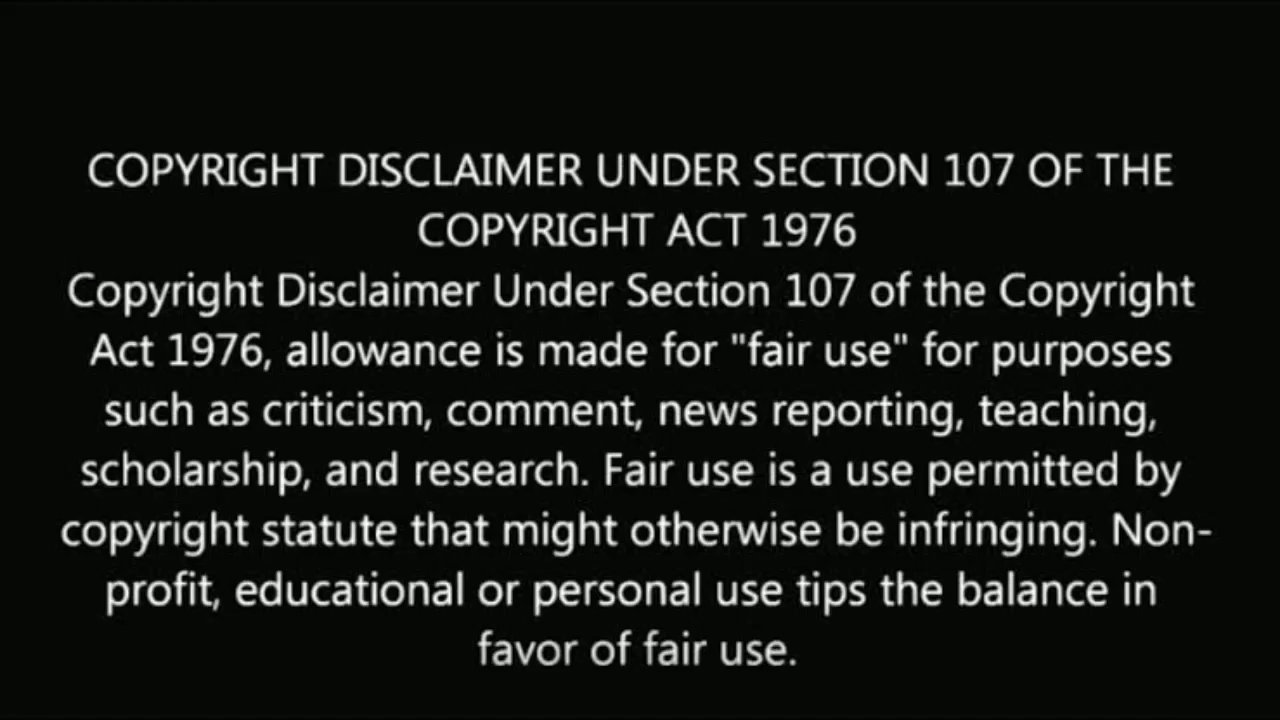 COPYRIGHT DISCLAIMER UNDER SECTION 107 OF THE
COPYRIGHT ACT 1976
Copyright Disclaimer Under Section 107 of the Copyright
Act 1976, allowance is made for "fair use" for purposes
such as criticism, comment, news reporting, teaching,
scholarship, and research. Fair use is a use permitted by
copyright statute that might otherwise be infringing. Non-
profit, educational or personal use tips the balance in
favor of fair use.